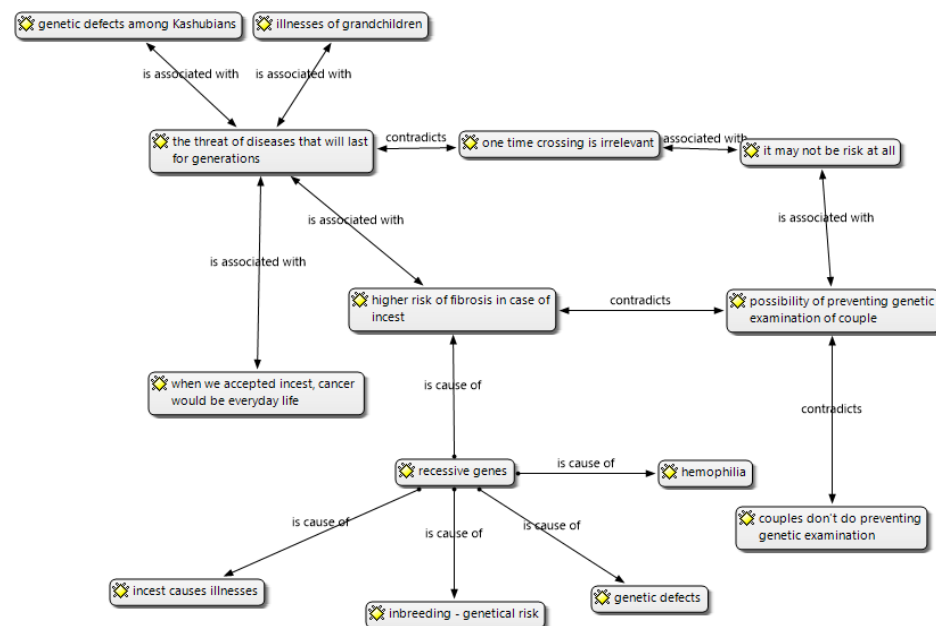 genetic defects among Kashubians
illnesses of grandchildren
is associated with
is associated with
the threat of diseases that will last
for generations
contradicts
one time crossing is irrelevant
associated with
it may not be risk at all
is associated with
is associated with
is associated with
higher risk of fibrosis in case of
incest
contradicts
possibility of preventing genetic
examination of couple
when we accepted incest, cancer
would be everyday life
is cause of
contradicts
recessive genes
is cause of
hemophilia
couples don't do preventing
genetic examination
is cause of
is cause of
is cause of
incest causes illnesses
inbreeding - genetical risk
genetic defects